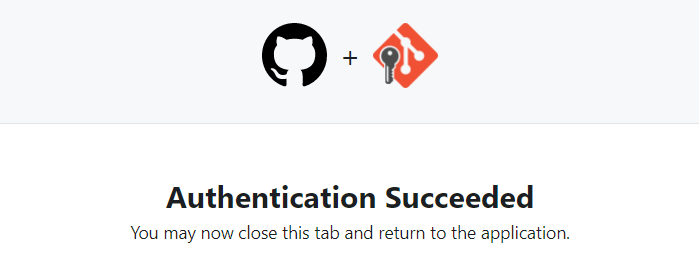 +
Authentication Succeeded
You may now close this tab and return to the application.